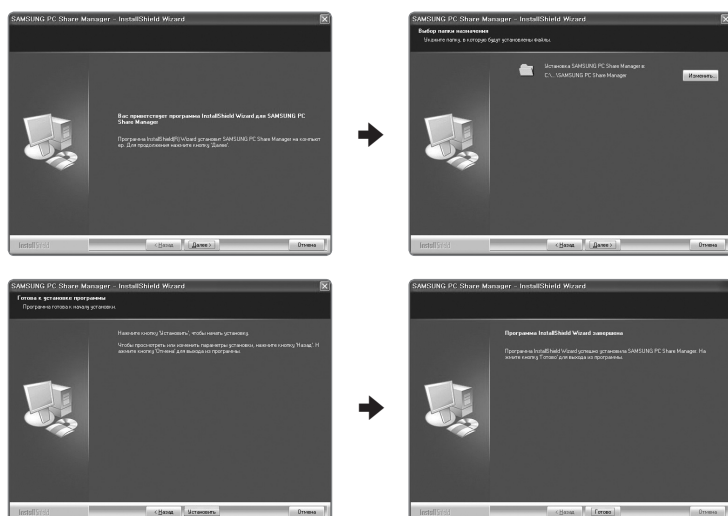 SAMSUNG PC Share Manager - InstallShield Wizard
Вас приветствует программа InstallShield Wizard для SAMSUNG PC
Share Manager
Программа InstallShield(R) Wizard установит SAMSUNG PC Share Manager на компьют
ер. Для продолжения нажмите кнопку 'Далее'.
InstallShield
< Назад
Далее >
Отмена
SAMSUNG PC Share Manager - InstallShield Wizard
Выбор папки назначения
Укажите папку, в которую будут установлены файлы.
Установка SAMSUNG PC Share Manager в:
C:\...\SAMSUNG PC Share Manager
Изменить...
InstallShield
< Назад
Далее >
Отмена
SAMSUNG PC Share Manager - InstallShield Wizard
Готова к установке программы
Программа готова к началу установки.
Нажмите кнопку 'Установить', чтобы начать установку.
Чтобы просмотреть или изменить параметры установки, нажмите кнопку 'Назад'. Н
ажмите кнопку 'Отмена' для выхода из программы.
InstallShield
< Назад
Установить
Отмена
SAMSUNG PC Share Manager - InstallShield Wizard
Программа InstallShield Wizard завершена
Программа InstallShield Wizard успешно установила SAMSUNG PC Share Manager. На
жмите кнопку 'Готово' для выхода из программы.
InstallShield
< Назад
Готово
Отмена